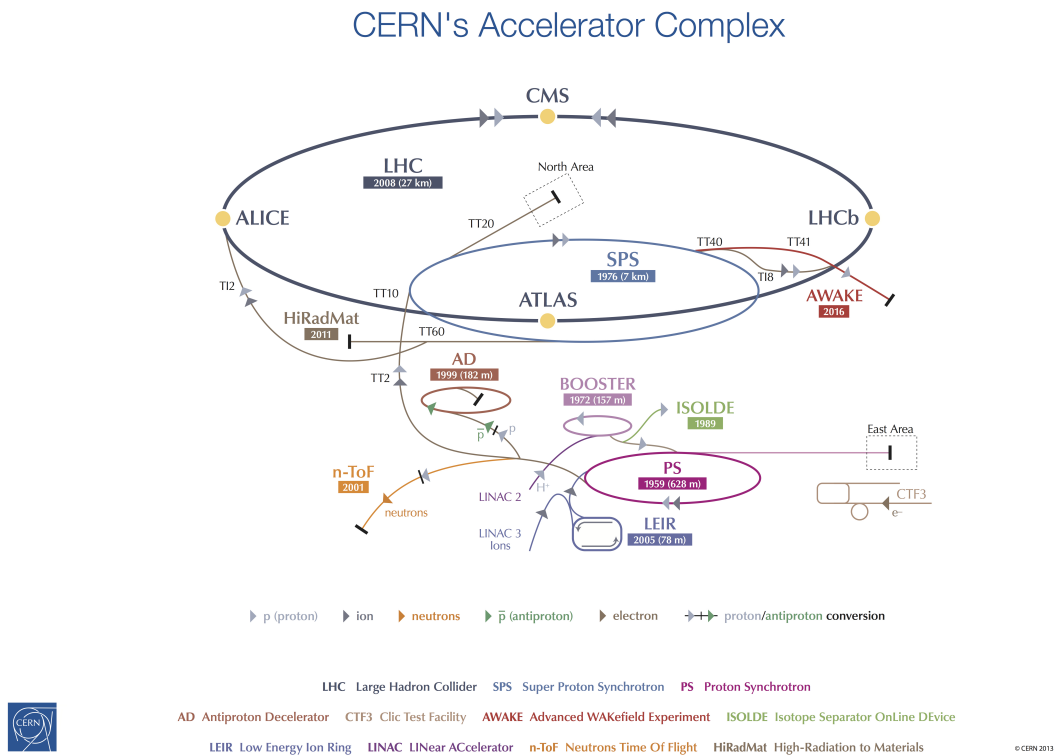 CERN's Accelerator Complex
CMS
LHC
2008 (27 km)
North Area
TT20
ALICE
LHCb
TT40
TT41
SPS
1976 (7 km)
TI8
TI2
TT10
ATLAS
AWAKE
2016
HiRadMat
2011
TT60
AD
1999 (182 m)
TT2
BOOSTER
1972 (157 m)
ISOLDE
1989
p̅
p
East Area
n-ToF
2001
PS
1959 (628 m)
H+
LINAC 2
CTF3
e–
neutrons
LINAC 3
Ions
LEIR
2005 (78 m)
p (proton) ion neutrons p̅ (antiproton) electron proton/antiproton conversion
LHC Large Hadron Collider SPS Super Proton Synchrotron PS Proton Synchrotron
AD Antiproton Decelerator CTF3 Clic Test Facility AWAKE Advanced WAKefield Experiment ISOLDE Isotope Separator OnLine DEvice
LEIR Low Energy Ion Ring LINAC LINear ACcelerator n-ToF Neutrons Time Of Flight HiRadMat High-Radiation to Materials
CERN
© CERN 2013